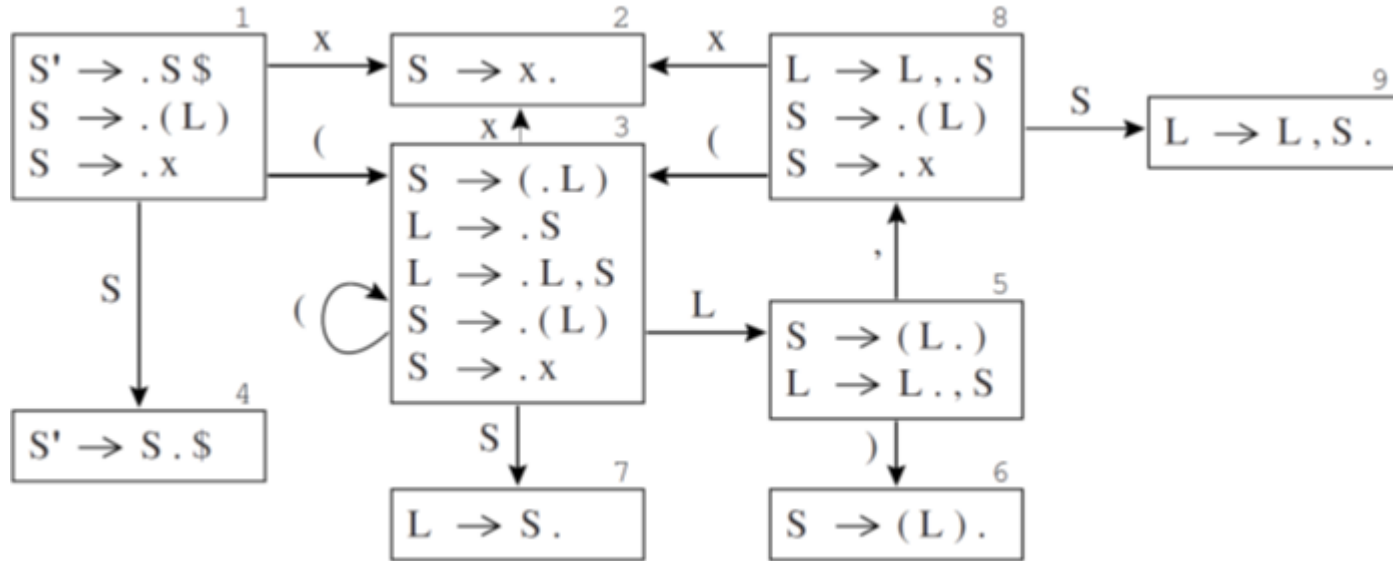 1
S' → . S $
S → . ( L )
S → . x
x
(
S
4
S' → S . $
2
S → x .
x
3
S → ( . L )
L → . S
L → . L , S
S → . ( L )
S → . x
(
L
S
7
L → S .
x
(
8
L → L , . S
S → . ( L )
S → . x
S
9
L → L , S .
,
5
S → ( L . )
L → L . , S
)
6
S → ( L ) .